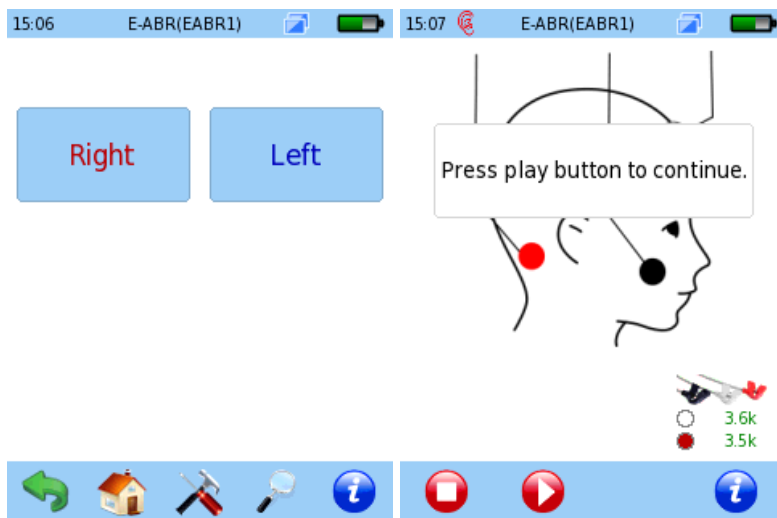 15:06 E-ABR(EABR1)
Right Left
15:07 E-ABR(EABR1)
Press play button to continue.
3.6k
3.5k